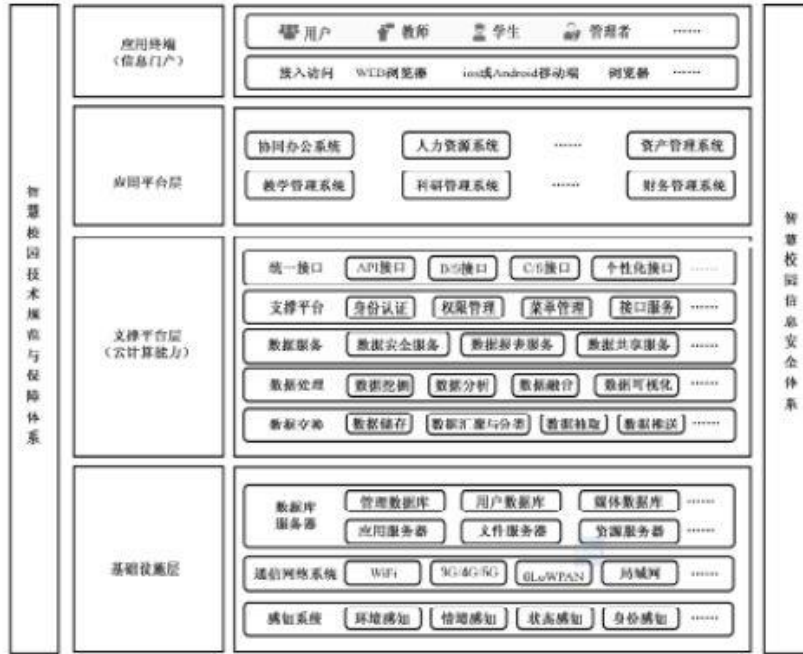 智慧校园技术规范与保障体系
应用终端
(信息门户)
用户 教师 学生 管理者 ……
接入访问 WEB浏览器 ios或Android移动端 浏览器 ……
应用平台层
协同办公系统 人力资源系统 …… 资产管理系统
教学管理系统 科研管理系统 …… 财务管理系统
支撑平台层
(云计算能力)
统一接口 API接口 B/S接口 C/S接口 个性化接口 ……
支撑平台 身份认证 权限管理 菜单管理 接口服务 ……
数据服务 数据安全服务 数据报表服务 数据共享服务 ……
数据处理 数据挖掘 数据分析 数据融合 数据可视化 ……
数据交换 数据储存 数据汇聚与分类 数据抽取 数据推送 ……
基础设施层
数据库
服务器
管理数据库 用户数据库 媒体数据库 ……
应用服务器 文件服务器 资源服务器 ……
通信网络系统 WiFi 3G/4G/5G 6LoWPAN 局域网 ……
感知系统 环境感知 情境感知 状态感知 身份感知 ……
智慧校园信息安全体系